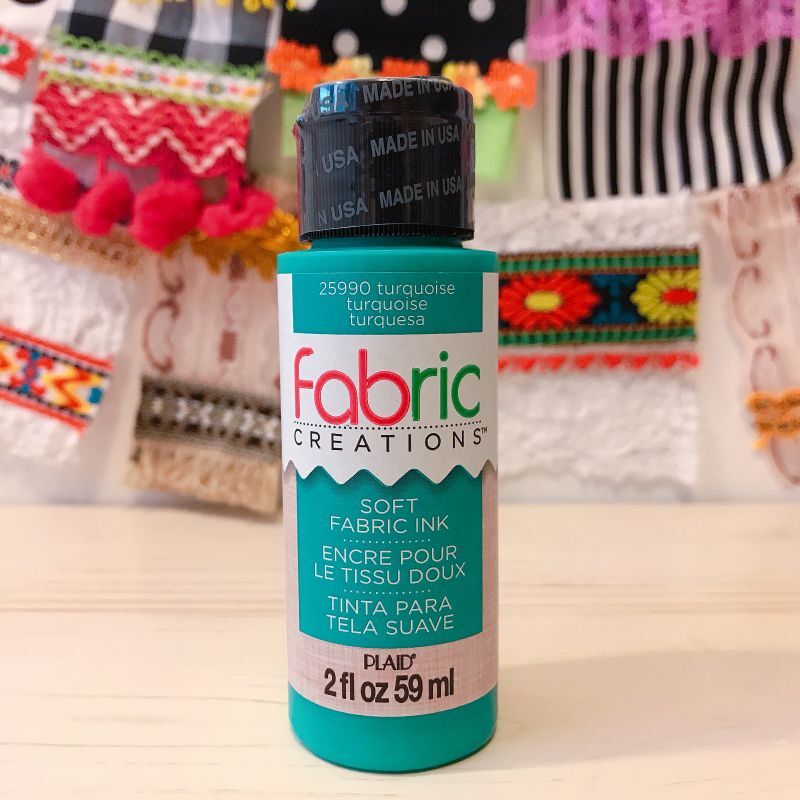 MADE IN USA
USA MADE IN USA
N USA MADE IN USA
25990 turquoise
turquoise
turquesa
fabric
CREATIONS™
SOFT
FABRIC INK
ENCRE POUR
LE TISSU DOUX
TINTA PARA
TELA SUAVE
PLAID®
2 fl oz 59 ml